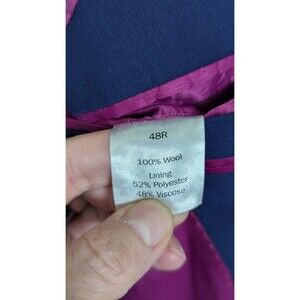 48R
100% Wool
Lining
52% Polyester
48% Viscose